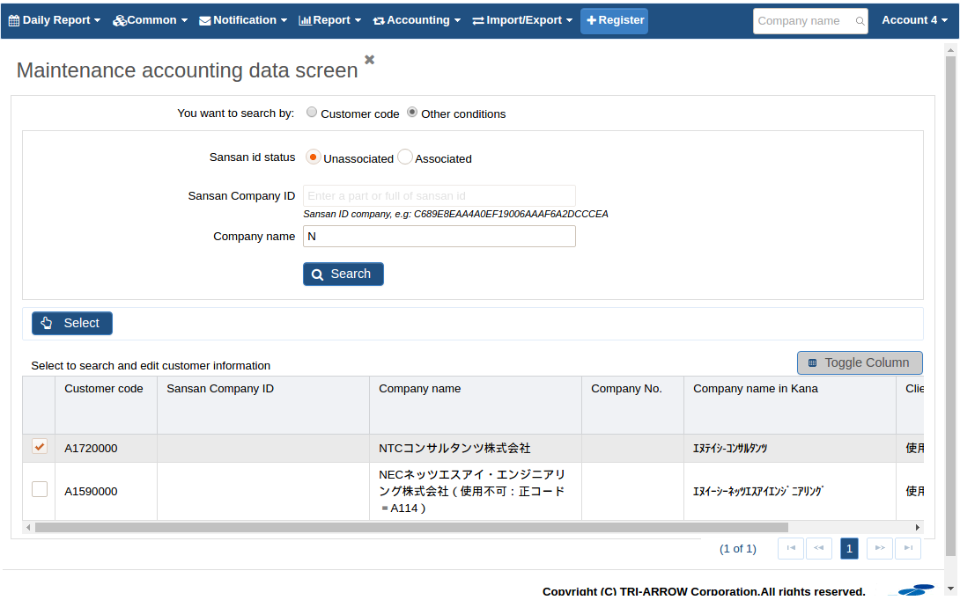 Daily Report Common Notification Report Accounting Import/Export Register Company name Account 4
Maintenance accounting data screen
You want to search by: Customer code Other conditions
Sansan id status Unassociated Associated
Sansan Company ID Enter a part or full of sansan id
Sansan ID company, e.g: C689E8EAA4A0EF19006AAAF6A2DCCCEA
Company name N
Search
Select
Select to search and edit customer information Toggle Column
Customer code Sansan Company ID Company name Company No. Company name in Kana Clie
A1720000 NTCコンサルタンツ株式会社 ｴﾇﾃｲｼｰｺﾝｻﾙﾀﾝﾂ 使用
NECネッツエスアイ・エンジニアリ
A1590000 ング株式会社（使用不可：正コード ｴﾇｲｰｼｰﾈｯﾂｴｽｱｲｴﾝｼﾞﾆｱﾘﾝｸﾞ 使用
=A114）
(1 of 1) 1
Copyright (C) TRI-ARROW Corporation.All rights reserved.